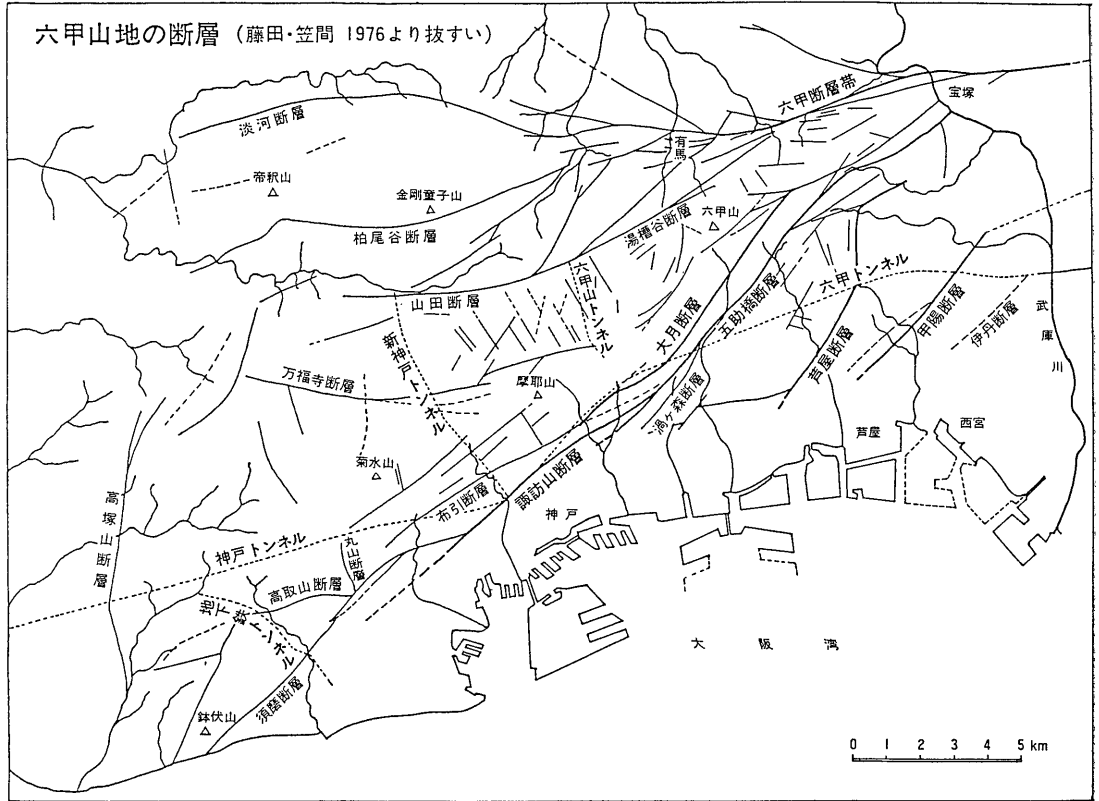 六甲山地の断層 (藤田・笠間 1976より抜すい)
六甲断層帯
宝塚
淡河断層
有馬
帝釈山
金剛童子山
六甲山
湯槽谷断層
柏尾谷断層
六甲トンネル
山田断層
六甲山トンネル
大月断層
五助橋断層
甲陽断層
伊丹断層
武庫川
新神戸トンネル
芦屋断層
万福寺断層
摩耶山
渦ヶ森断層
芦屋
西宮
菊水山
諏訪山断層
布引断層
神戸
高塚山断層
神戸トンネル
丸山断層
高取山断層
地下鉄トンネル
大阪湾
須磨断層
鉢伏山
0 1 2 3 4 5 km